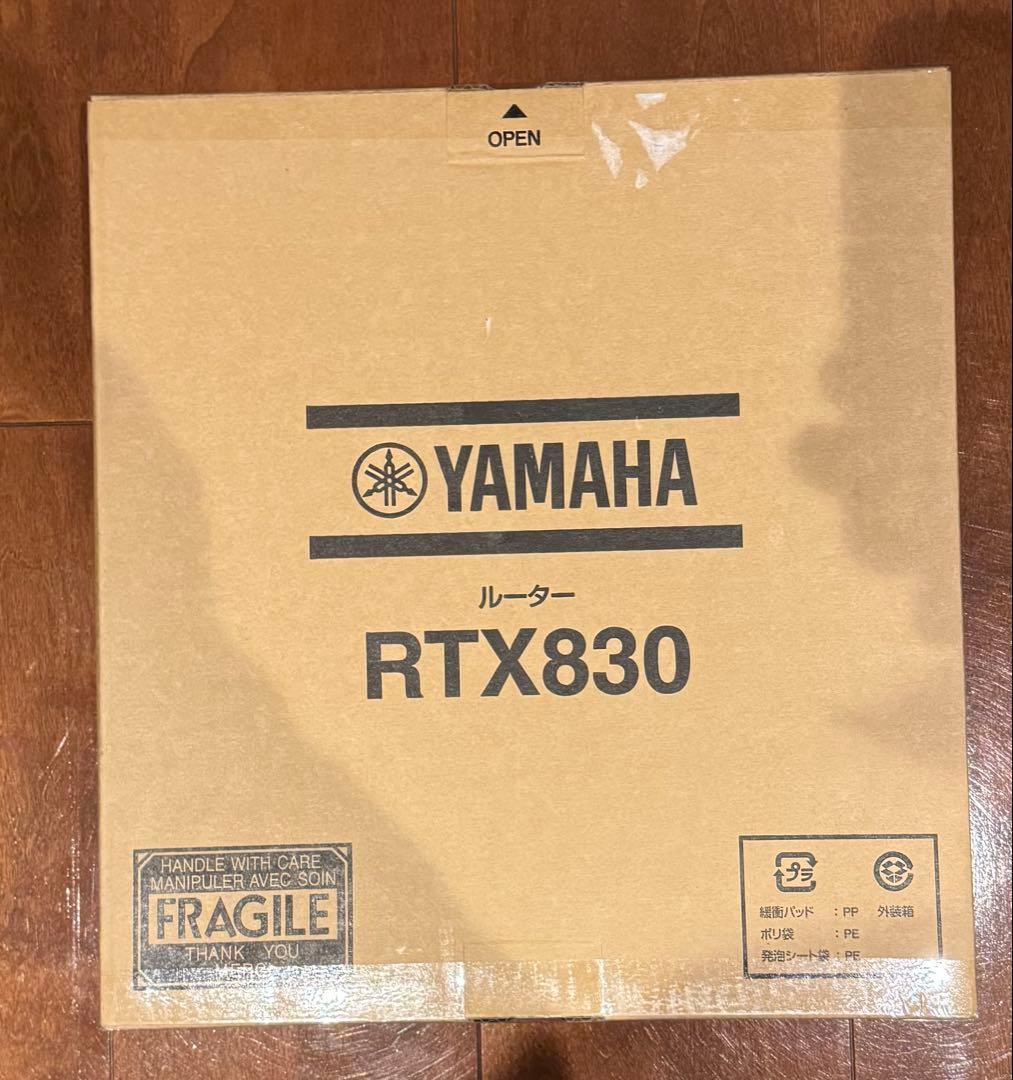 OPEN
YAMAHA
ルーター
RTX830
HANDLE WITH CARE
MANIPULER AVEC SOIN
FRAGILE
THANK YOU
MERCI
プラ
緩衝パッド : PP 外装箱
ポリ袋 : PE
発泡シート袋 : PE